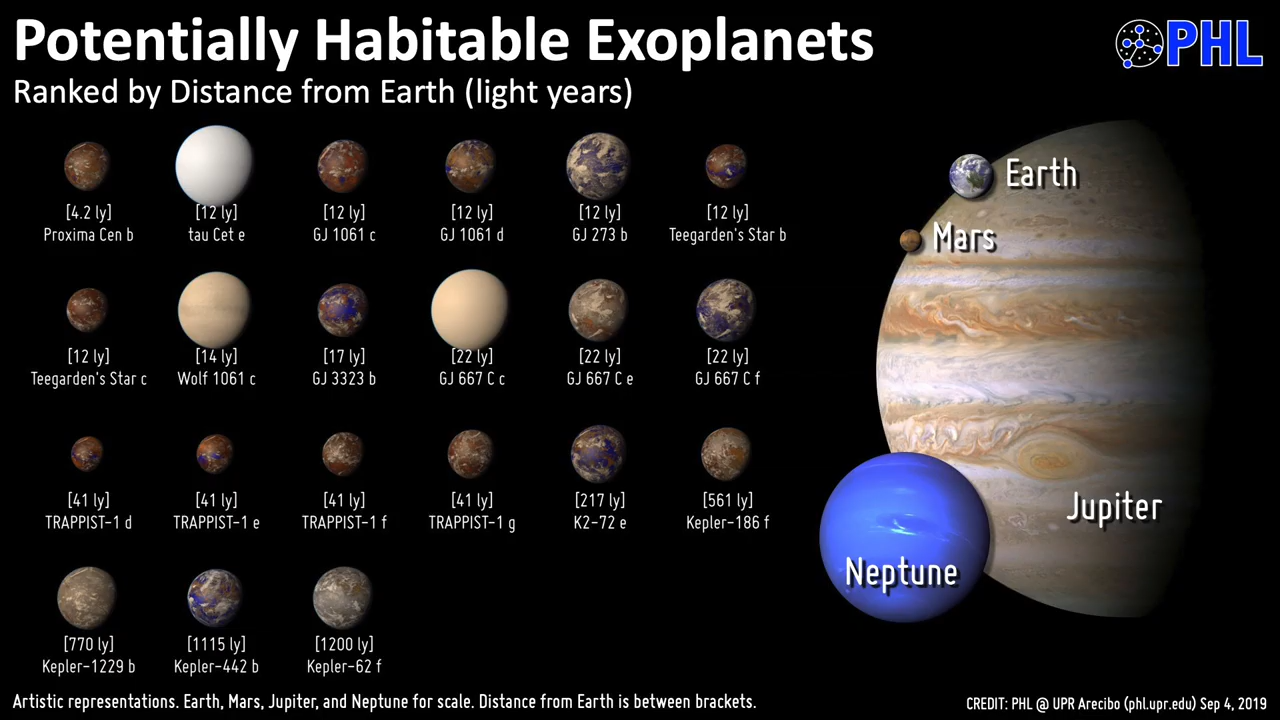 Potentially Habitable Exoplanets
PHL
Ranked by Distance from Earth (light years)
[4.2 ly]
Proxima Cen b
[12 ly]
tau Cet e
[12 ly]
GJ 1061 c
[12 ly]
GJ 1061 d
[12 ly]
GJ 273 b
[12 ly]
Teegarden's Star b
[12 ly]
Teegarden's Star c
[14 ly]
Wolf 1061 c
[17 ly]
GJ 3323 b
[22 ly]
GJ 667 C c
[22 ly]
GJ 667 C e
[22 ly]
GJ 667 C f
[41 ly]
TRAPPIST-1 d
[41 ly]
TRAPPIST-1 e
[41 ly]
TRAPPIST-1 f
[41 ly]
TRAPPIST-1 g
[217 ly]
K2-72 e
[561 ly]
Kepler-186 f
[770 ly]
Kepler-1229 b
[1115 ly]
Kepler-442 b
[1200 ly]
Kepler-62 f
Earth
Mars
Jupiter
Neptune
Artistic representations. Earth, Mars, Jupiter, and Neptune for scale. Distance from Earth is between brackets.
CREDIT: PHL @ UPR Arecibo (phl.upr.edu) Sep 4, 2019